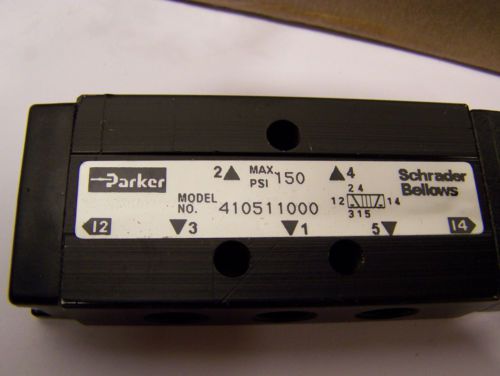 Parker
2 MAX PSI 150 4
Schrader Bellows
MODEL NO. 410511000
2 4
12 14
3 1 5
12 3 1 5 14